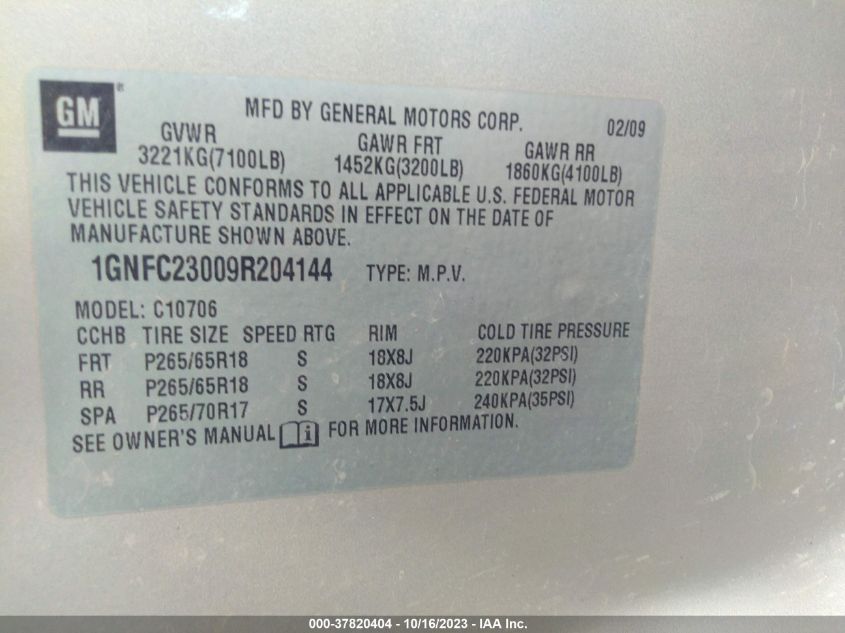 GM®
MFD BY GENERAL MOTORS CORP. 02/09
GVWR GAWR FRT GAWR RR
3221KG(7100LB) 1452KG(3200LB) 1860KG(4100LB)
THIS VEHICLE CONFORMS TO ALL APPLICABLE U.S. FEDERAL MOTOR
VEHICLE SAFETY STANDARDS IN EFFECT ON THE DATE OF
MANUFACTURE SHOWN ABOVE.
1GNFC23009R204144 TYPE: M.P.V.
MODEL: C10706
CCHB TIRE SIZE SPEED RTG RIM COLD TIRE PRESSURE
FRT P265/65R18 S 18X8J 220KPA(32PSI)
RR P265/65R18 S 18X8J 220KPA(32PSI)
SPA P265/70R17 S 17X7.5J 240KPA(35PSI)
SEE OWNER'S MANUAL i FOR MORE INFORMATION.
000-37820404 - 10/16/2023 - IAA Inc.